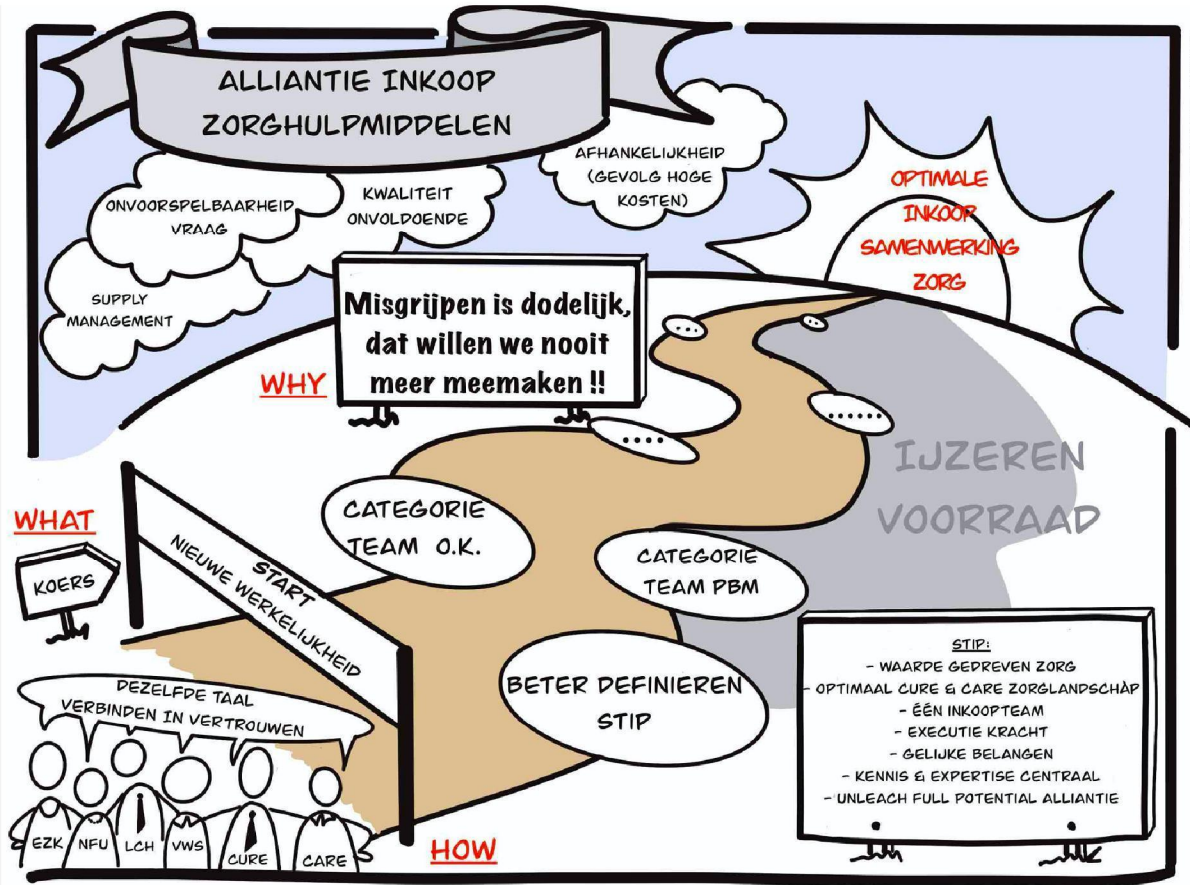 ALLIANTIE INKOOP
ZORGHULPMIDDELEN
AFHANKELIJKHEID
(GEVOLG HOGE
KOSTEN)
KWALITEIT
ONVOLDOENDE
ONVOORSPELBAARHEID
VRAAG
SUPPLY
MANAGEMENT
OPTIMALE
INKOOP
SAMENWERKING
ZORG
Misgrijpen is dodelijk,
dat willen we nooit
meer meemaken !!
WHY
...
...
......
....
IJZEREN
VOORRAAD
WHAT
KOERS
START
NIEUWE WERKELIJKHEID
CATEGORIE
TEAM O.K.
CATEGORIE
TEAM PBM
BETER DEFINIEREN
STIP
STIP:
- WAARDE GEDREVEN ZORG
- OPTIMAAL CURE & CARE ZORGLANDSCHÀP
- ÉÉN INKOOPTEAM
- EXECUTIE KRACHT
- GELIJKE BELANGEN
- KENNIS & EXPERTISE CENTRAAL
- UNLEACH FULL POTENTIAL ALLIANTIE
DEZELFDE TAAL
VERBINDEN IN VERTROUWEN
EZK NFU LCH VWS CURE CARE
HOW